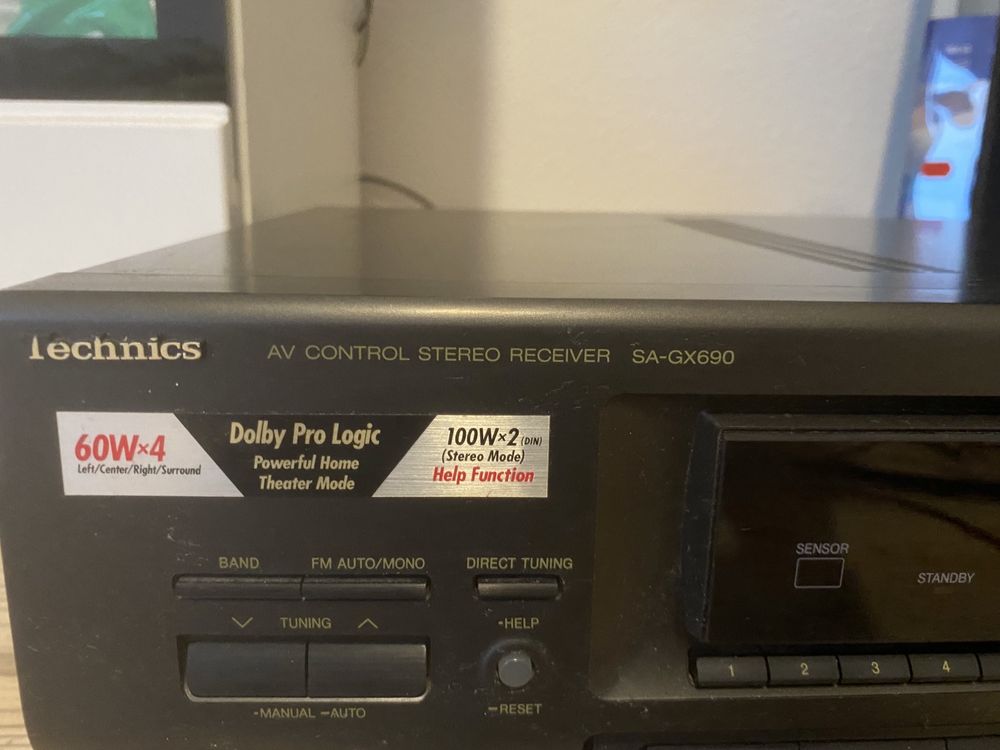 Technics
AV CONTROL STEREO RECEIVER SA-GX690
60W×4
Left/Center/Right/Surround
Dolby Pro Logic
Powerful Home
Theater Mode
100W×2 (DIN)
(Stereo Mode)
Help Function
BAND
FM AUTO/MONO
DIRECT TUNING
TUNING
-HELP
-MANUAL —AUTO
—RESET
SENSOR
STANDBY
1
2
3
4